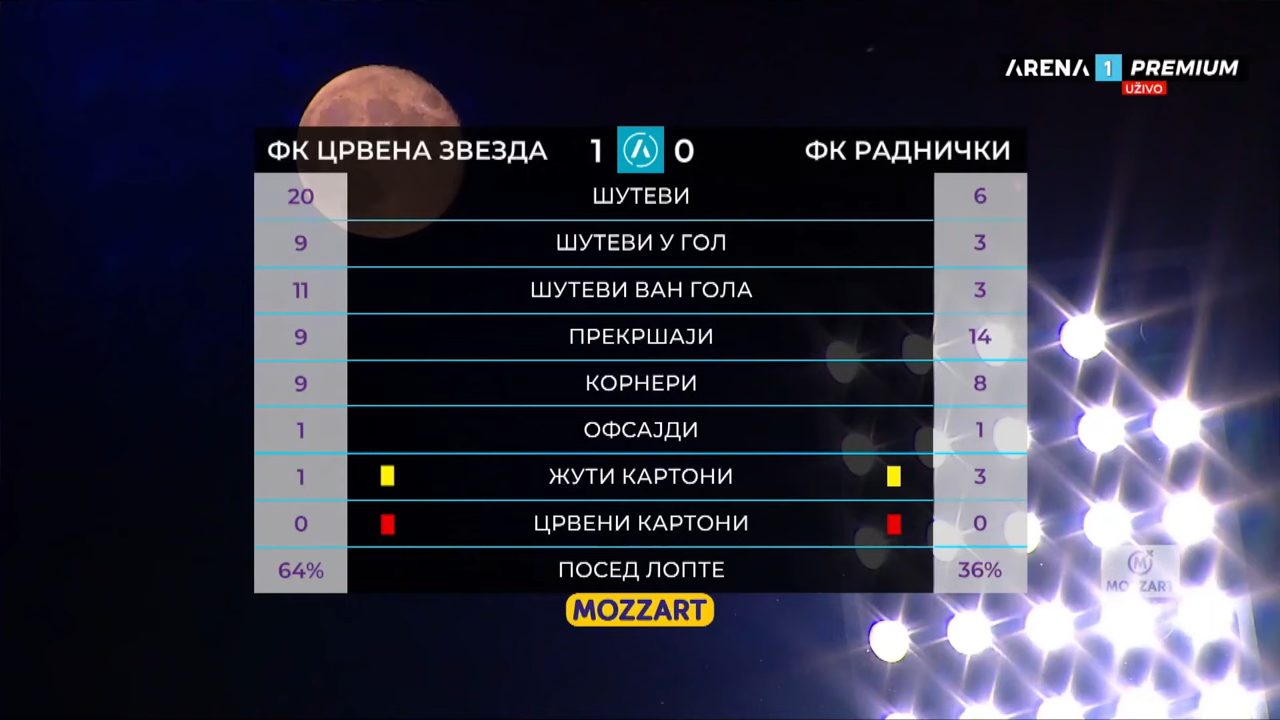 ARENA 1 PREMIUM
UŽIVO
ФК ЦРВЕНА ЗВЕЗДА 1 0 ФК РАДНИЧКИ
20 ШУТЕВИ 6
9 ШУТЕВИ У ГОЛ 3
11 ШУТЕВИ ВАН ГОЛА 3
9 ПРЕКРШАЈИ 14
9 КОРНЕРИ 8
1 ОФСАЈДИ 1
1 ЖУТИ КАРТОНИ 3
0 ЦРВЕНИ КАРТОНИ 0
64% ПОСЕД ЛОПТЕ 36%
MOZZART
MOZZART